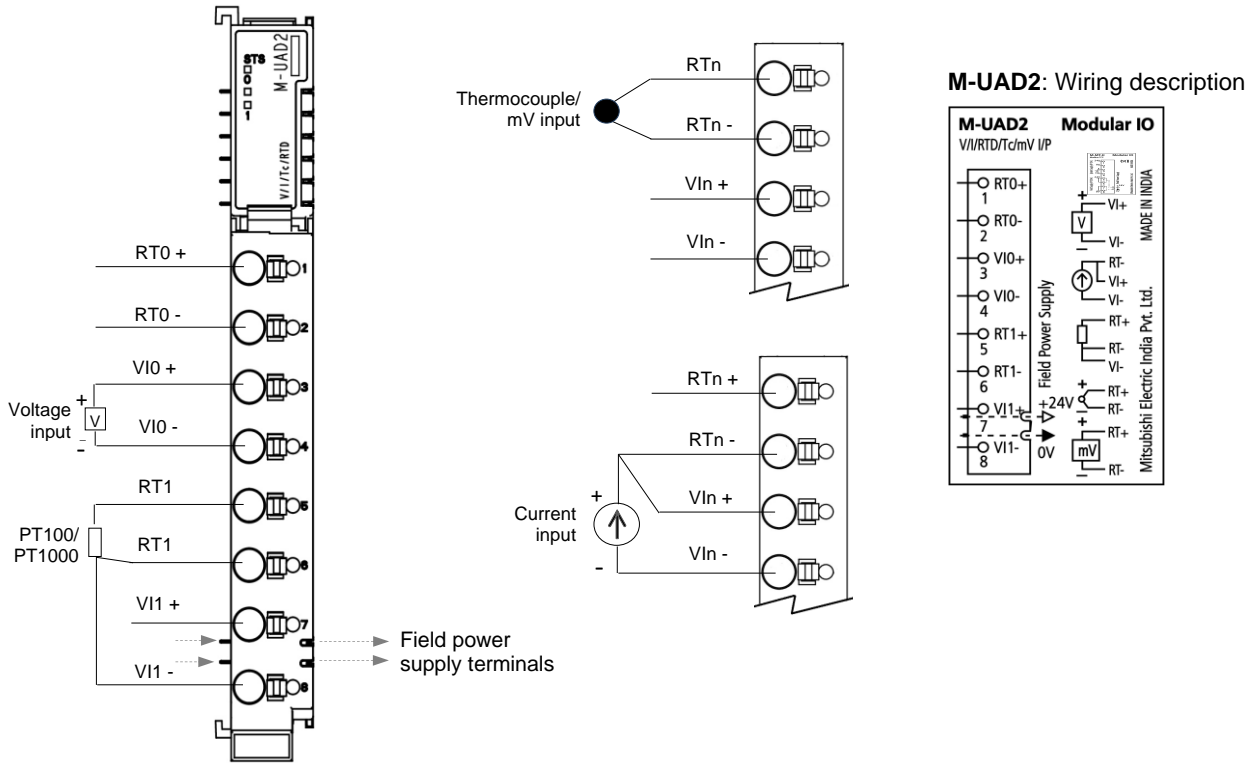 STS
0
1
M-UAD2
V/I/Tc/RTD
RT0 +
1
RT0 -
2
VI0 +
3
Voltage
input
+
V
-
VI0 -
4
RT1
5
PT100/
PT1000
RT1
6
VI1 +
7
Field power
supply terminals
VI1 -
8
Thermocouple/
mV input
RTn
RTn -
VIn +
VIn -
RTn +
RTn -
Current
input
+
-
VIn +
VIn -
M-UAD2: Wiring description
M-UAD2 Modular IO
V/I/RTD/Tc/mV I/P
RT0+
1
RT0-
2
VI0+
3
VI0-
4
RT1+
5
RT1-
6
VI1+
7
VI1-
8
Field Power Supply
+24V
0V
+
V
−
VI+
VI-
RT-
VI+
VI-
RT+
RT-
VI-
+
−
RT+
RT-
+
mV
−
RT+
RT-
MADE IN INDIA
Mitsubishi Electric India Pvt. Ltd.